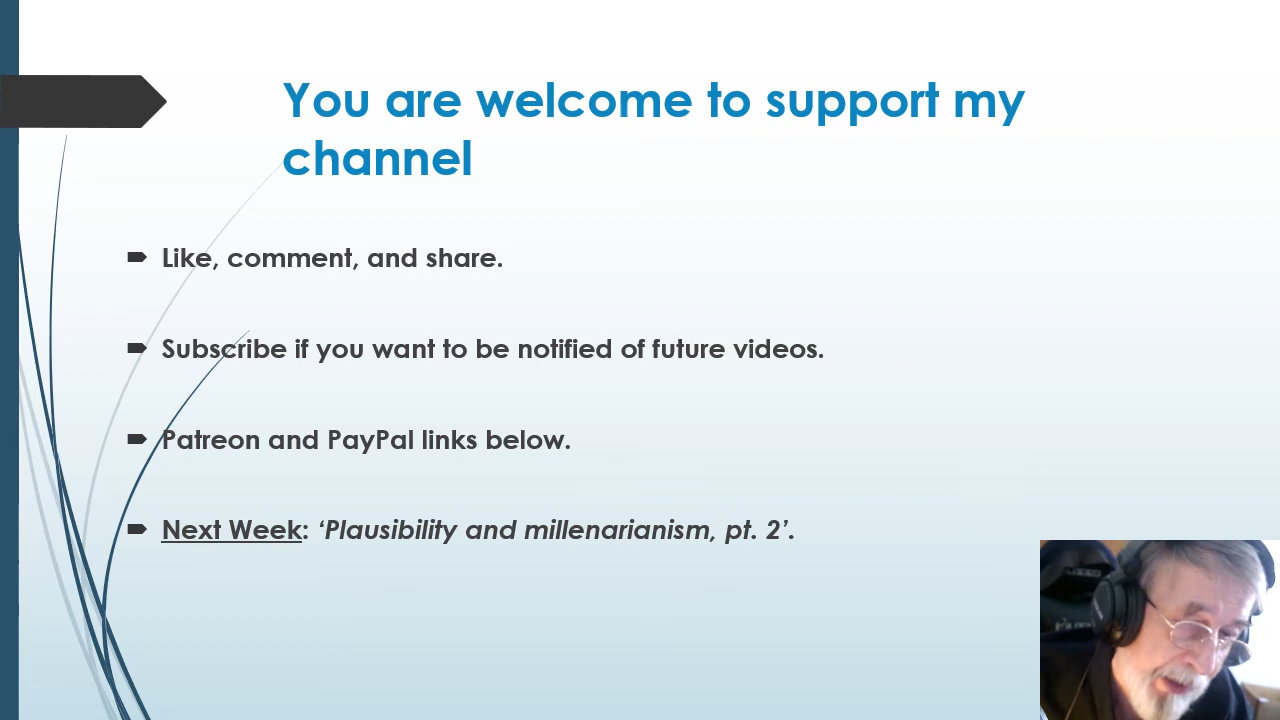 You are welcome to support my
channel
Like, comment, and share.
Subscribe if you want to be notified of future videos.
Patreon and PayPal links below.
Next Week: ‘Plausibility and millenarianism, pt. 2’.